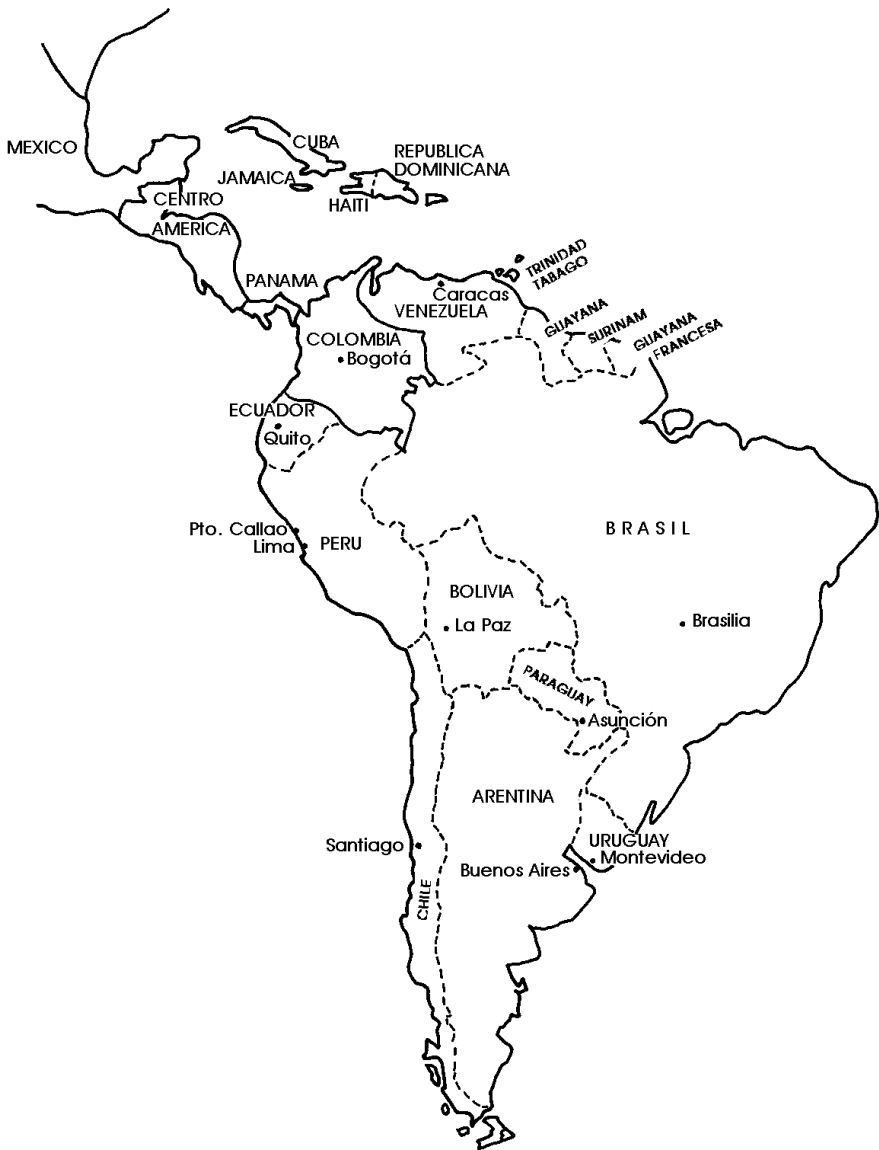 MEXICO
CUBA
REPUBLICA
DOMINICANA
JAMAICA
HAITI
CENTRO
AMERICA
PANAMA
TRINIDAD
TABAGO
Caracas
VENEZUELA
GUAYANA
SURINAM
GUAYANA
FRANCESA
COLOMBIA
Bogotá
ECUADOR
Quito
Pto. Callao
Lima
PERU
BRASIL
BOLIVIA
La Paz
Brasilia
PARAGUAY
Asunción
ARENTINA
Santiago
URUGUAY
Montevideo
Buenos Aires
CHILE